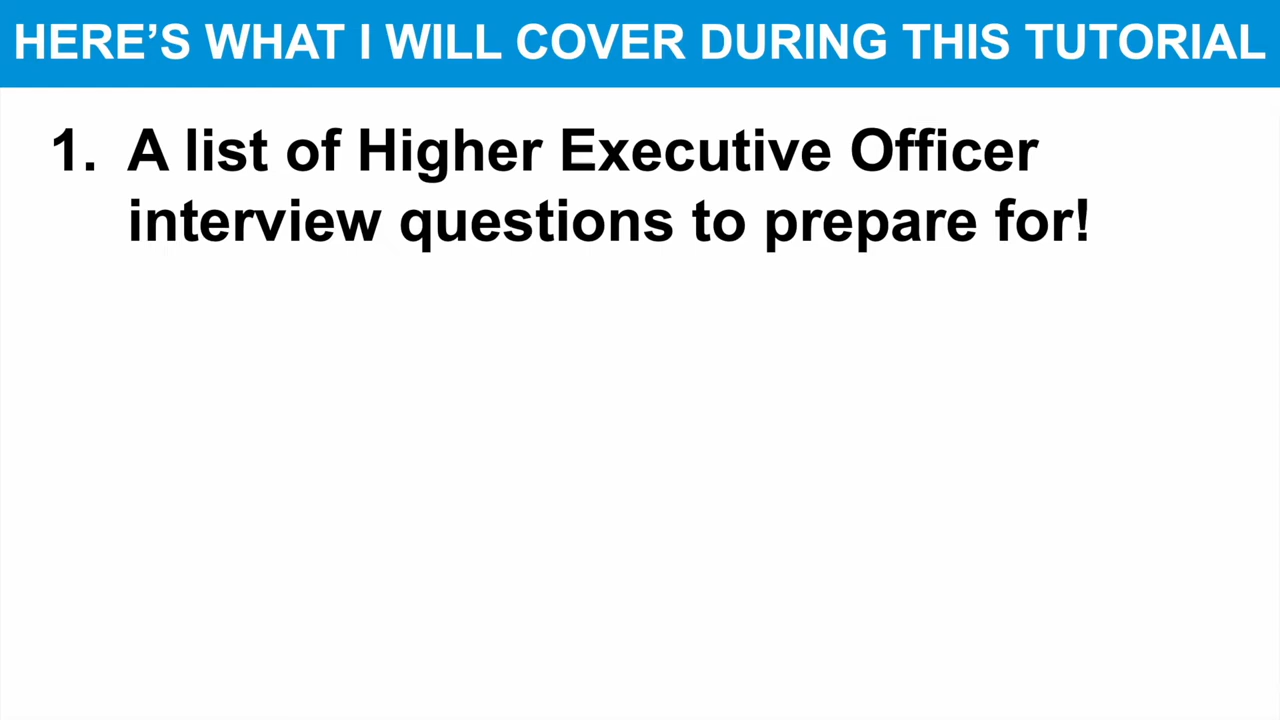 HERE’S WHAT I WILL COVER DURING THIS TUTORIAL
1. A list of Higher Executive Officer
interview questions to prepare for!